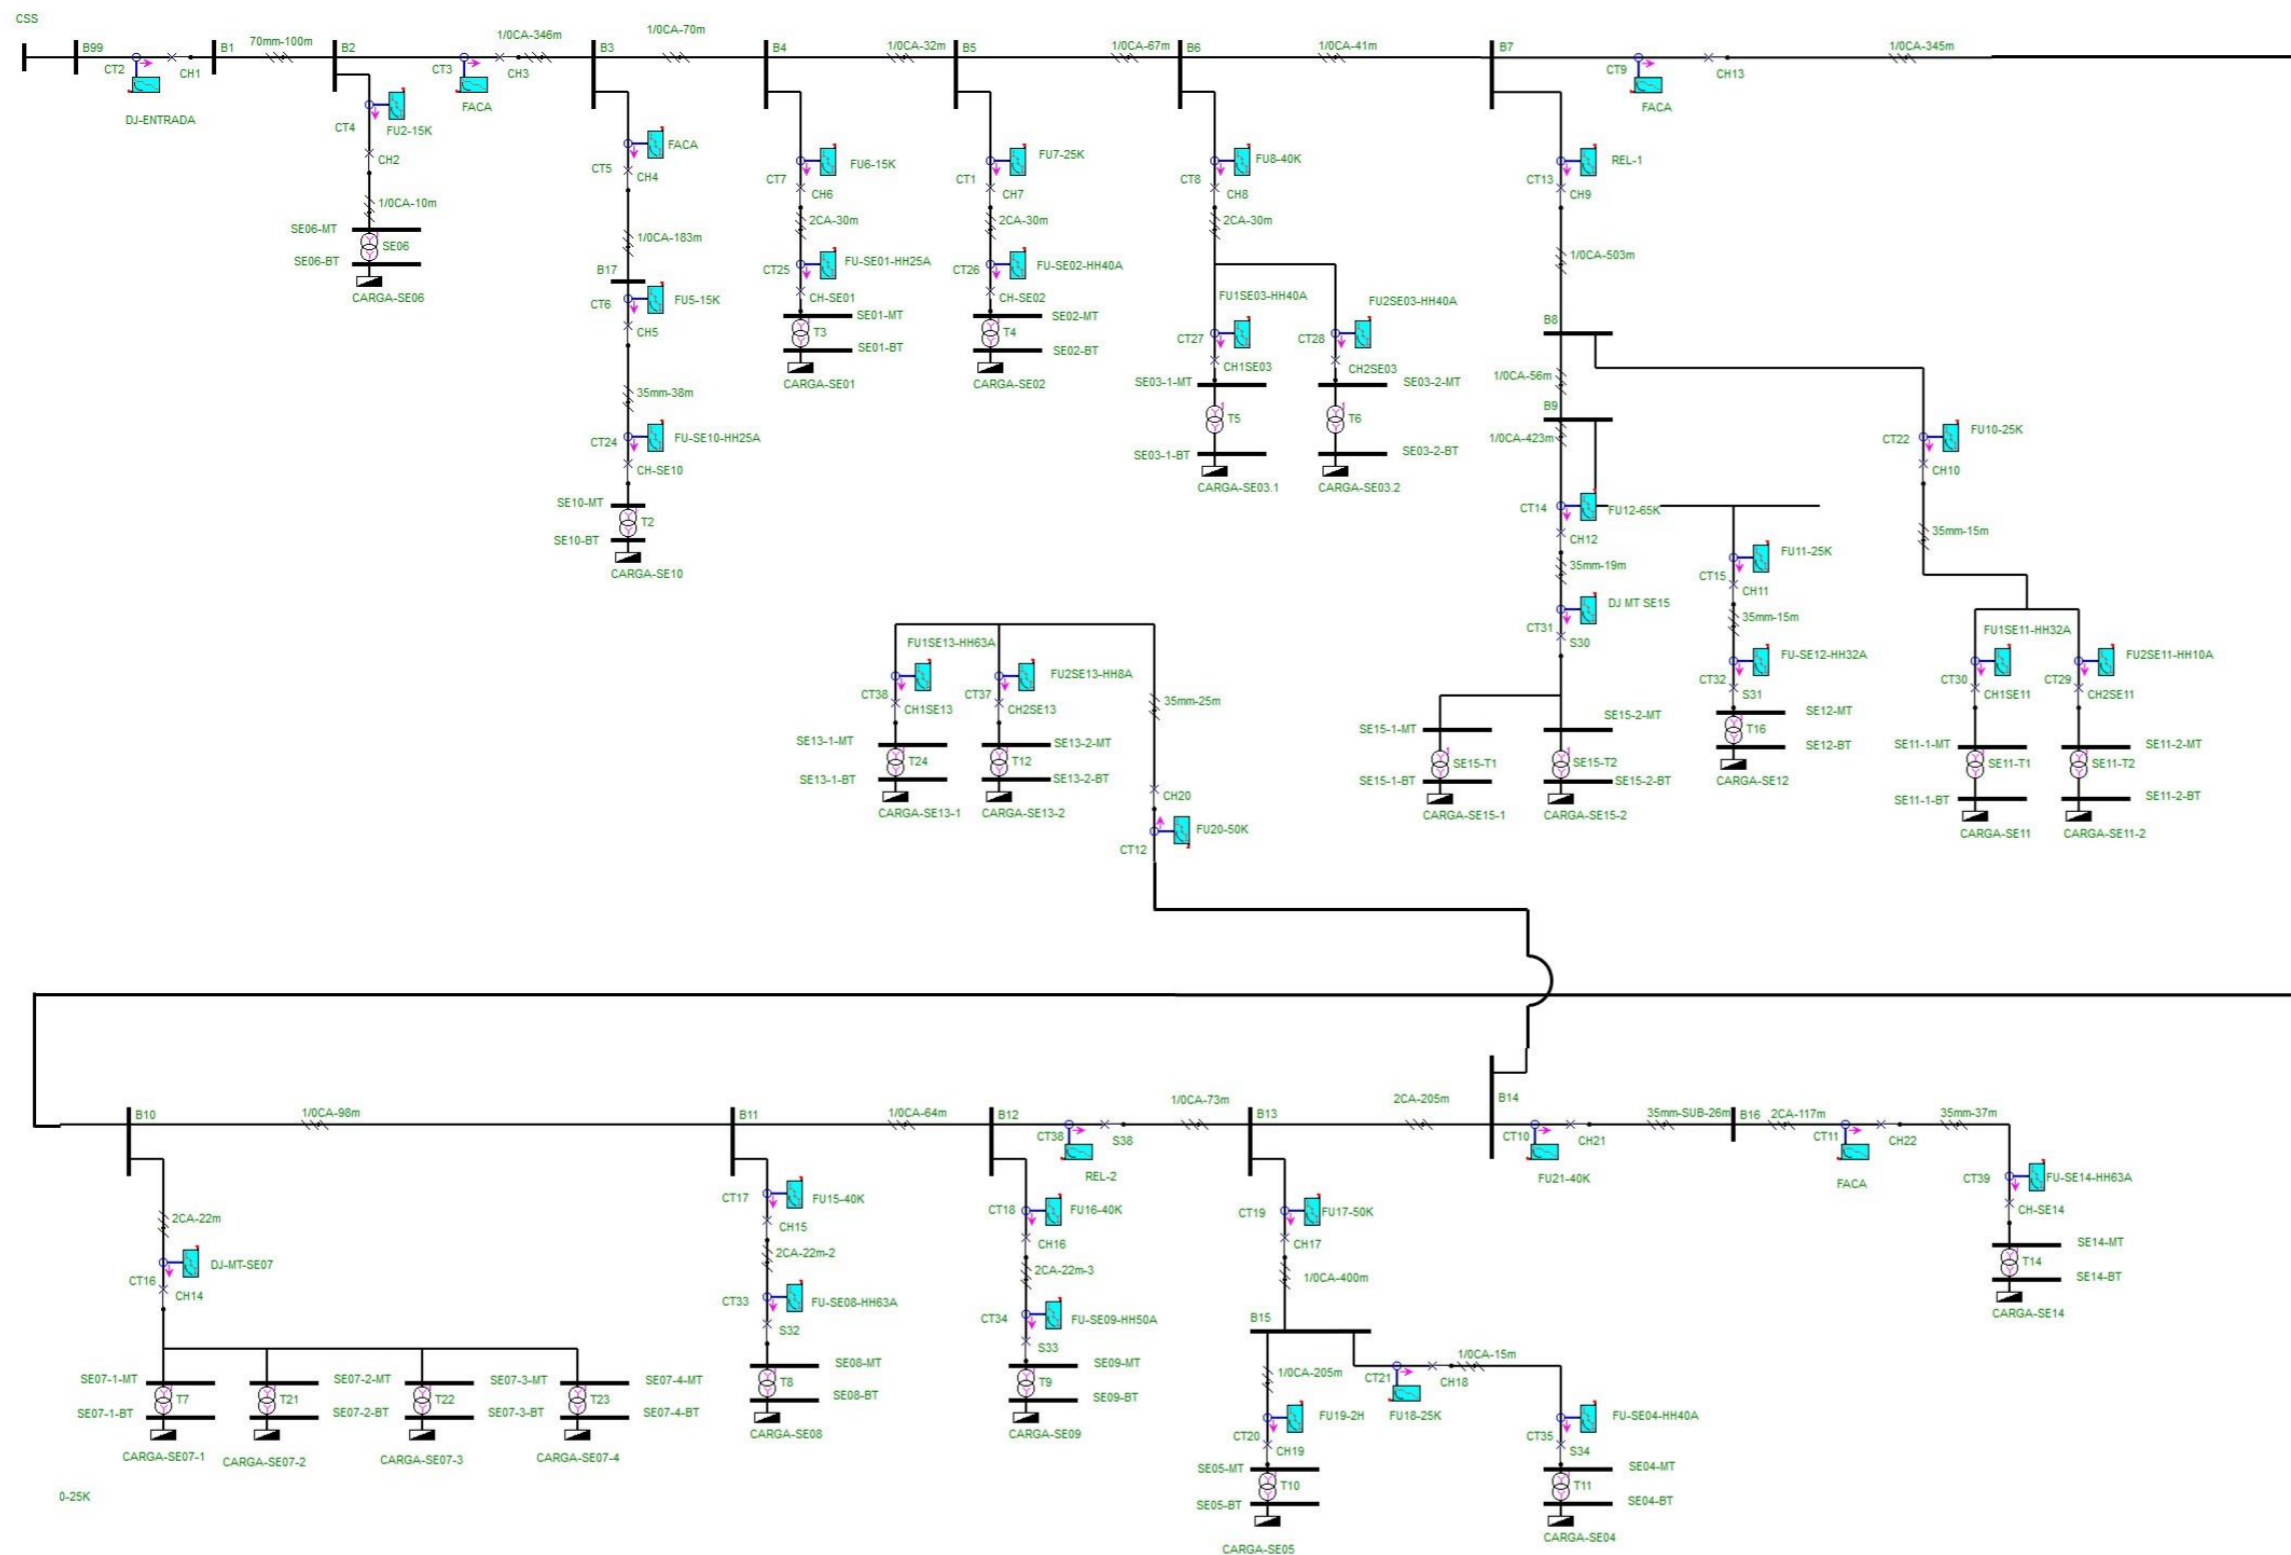 CSS
B99
CT2
CH1
DJ-ENTRADA
B1
70mm-100m
B2
CT3
CH3
FACA
1/0CA-346m
B3
1/0CA-70m
B4
1/0CA-32m
B5
1/0CA-67m
B6
1/0CA-41m
B7
CT9
CH13
FACA
1/0CA-345m
CT4
FU2-15K
CH2
1/0CA-10m
SE06-MT
SE06
SE06-BT
CARGA-SE06
FACA
CT5
CH4
1/0CA-183m
B17
CT6
FU5-15K
CH5
35mm-38m
CT24
FU-SE10-HH25A
CH-SE10
SE10-MT
T2
SE10-BT
CARGA-SE10
FU6-15K
CT7
CH6
2CA-30m
CT25
FU-SE01-HH25A
CH-SE01
SE01-MT
T3
SE01-BT
CARGA-SE01
FU7-25K
CT1
CH7
2CA-30m
CT26
FU-SE02-HH40A
CH-SE02
SE02-MT
T4
SE02-BT
CARGA-SE02
FU8-40K
CT8
CH8
2CA-30m
FU1SE03-HH40A
FU2SE03-HH40A
CT27
CT28
CH1SE03
CH2SE03
SE03-1-MT
SE03-2-MT
T5
T6
SE03-1-BT
SE03-2-BT
CARGA-SE03.1
CARGA-SE03.2
REL-1
CT13
CH9
1/0CA-503m
B8
1/0CA-56m
B9
1/0CA-423m
CT14
FU12-65K
CH12
35mm-19m
DJ MT SE15
CT31
S30
SE15-1-MT
SE15-2-MT
SE15-T1
SE15-T2
SE15-1-BT
SE15-2-BT
CARGA-SE15-1
CARGA-SE15-2
FU11-25K
CT15
CH11
35mm-15m
FU-SE12-HH32A
CT32
S31
SE12-MT
T16
SE12-BT
CARGA-SE12
CT22
FU10-25K
CH10
35mm-15m
FU1SE11-HH32A
FU2SE11-HH10A
CT30
CH1SE11
CT29
CH2SE11
SE11-1-MT
SE11-2-MT
SE11-T1
SE11-T2
SE11-1-BT
SE11-2-BT
CARGA-SE11
CARGA-SE11-2
FU1SE13-HH63A
FU2SE13-HH8A
CT38
CH1SE13
CT37
CH2SE13
35mm-25m
SE13-1-MT
SE13-2-MT
T24
T12
SE13-1-BT
SE13-2-BT
CARGA-SE13-1
CARGA-SE13-2
CH20
FU20-50K
CT12
B10
1/0CA-98m
B11
1/0CA-64m
B12
CT38
S38
REL-2
1/0CA-73m
B13
2CA-205m
B14
CT10
CH21
FU21-40K
35mm-SUB-26m
B16
2CA-117m
CT11
CH22
FACA
35mm-37m
CT39
FU-SE14-HH63A
CH-SE14
SE14-MT
T14
SE14-BT
CARGA-SE14
2CA-22m
DJ-MT-SE07
CT16
CH14
SE07-1-MT
SE07-2-MT
SE07-3-MT
SE07-4-MT
T7
T21
T22
T23
SE07-1-BT
SE07-2-BT
SE07-3-BT
SE07-4-BT
CARGA-SE07-1
CARGA-SE07-2
CARGA-SE07-3
CARGA-SE07-4
0-25K
CT17
FU15-40K
CH15
2CA-22m-2
CT33
FU-SE08-HH63A
S32
SE08-MT
T8
SE08-BT
CARGA-SE08
CT18
FU16-40K
CH16
2CA-22m-3
CT34
FU-SE09-HH50A
S33
SE09-MT
T9
SE09-BT
CARGA-SE09
CT19
FU17-50K
CH17
1/0CA-400m
B15
1/0CA-205m
CT21
CH18
FU18-25K
1/0CA-15m
FU19-2H
CT20
CH19
SE05-MT
T10
SE05-BT
CARGA-SE05
FU-SE04-HH40A
CT35
S34
SE04-MT
T11
SE04-BT
CARGA-SE04